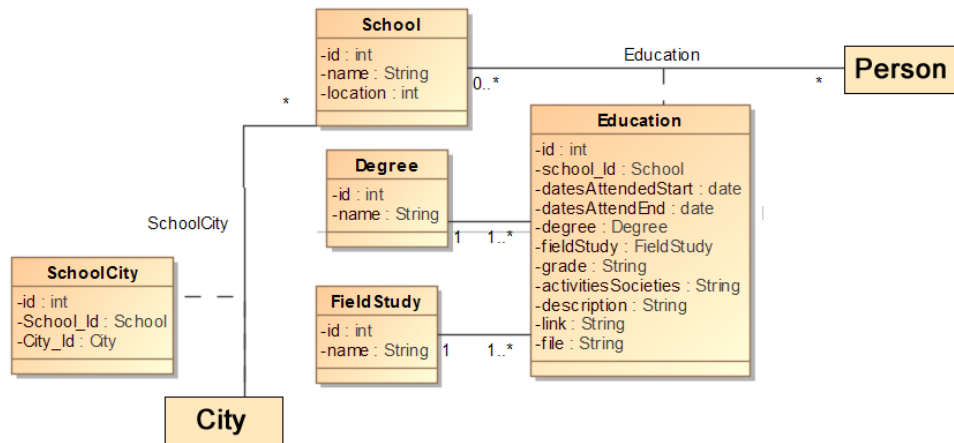 School
-id : int
-name : String
-location : int
Education
Person
0..*
*
*
Education
-id : int
-school_Id : School
-datesAttendedStart : date
-datesAttendEnd : date
-degree : Degree
-fieldStudy : FieldStudy
-grade : String
-activitiesSocieties : String
-description : String
-link : String
-file : String
Degree
-id : int
-name : String
1
1..*
SchoolCity
SchoolCity
-id : int
-School_Id : School
-City_Id : City
FieldStudy
-id : int
-name : String
1
1..*
City